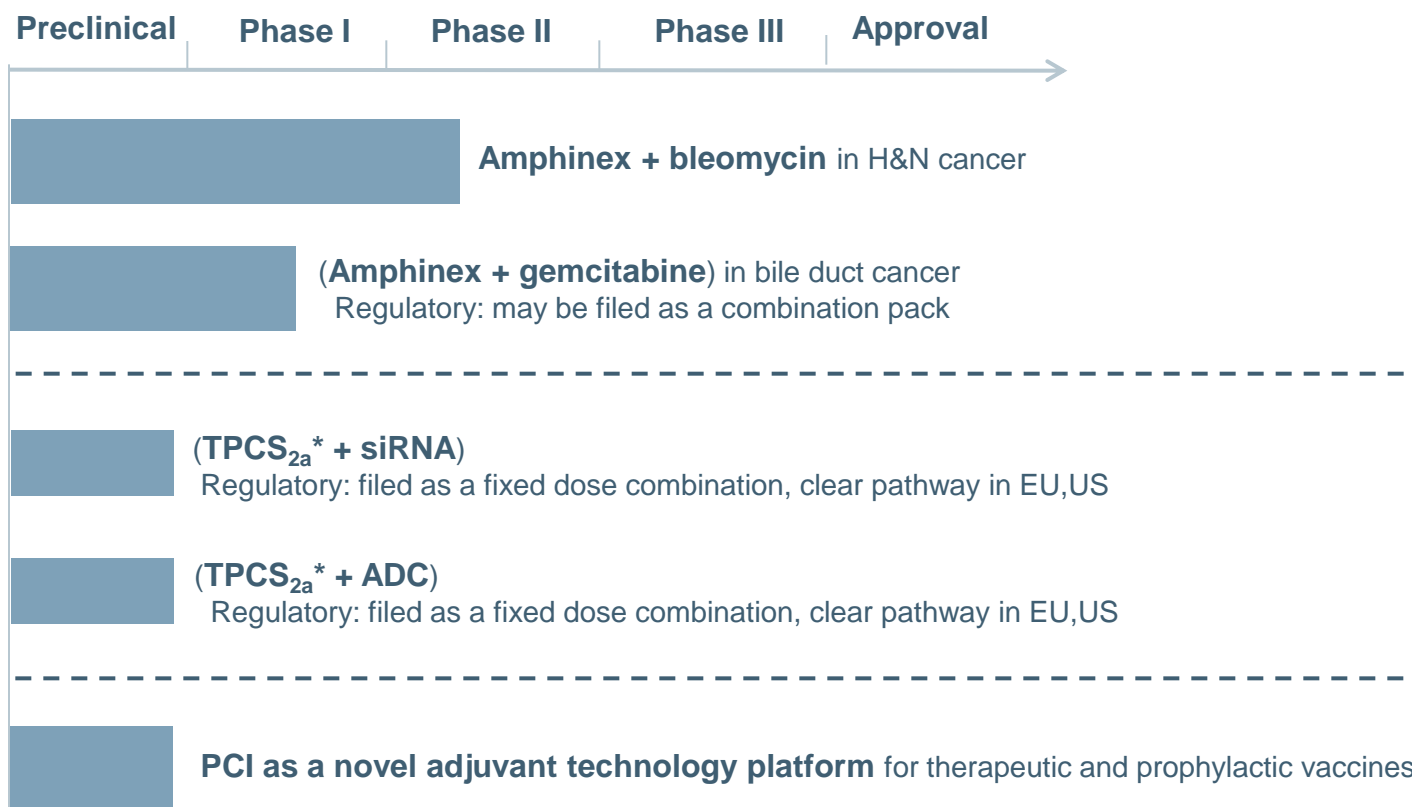 Preclinical Phase I Phase II Phase III Approval
Amphinex + bleomycin in H&N cancer
(Amphinex + gemcitabine) in bile duct cancer
Regulatory: may be filed as a combination pack
(TPCS2a* + siRNA)
Regulatory: filed as a fixed dose combination, clear pathway in EU,US
(TPCS2a* + ADC)
Regulatory: filed as a fixed dose combination, clear pathway in EU,US
PCI as a novel adjuvant technology platform for therapeutic and prophylactic vaccines